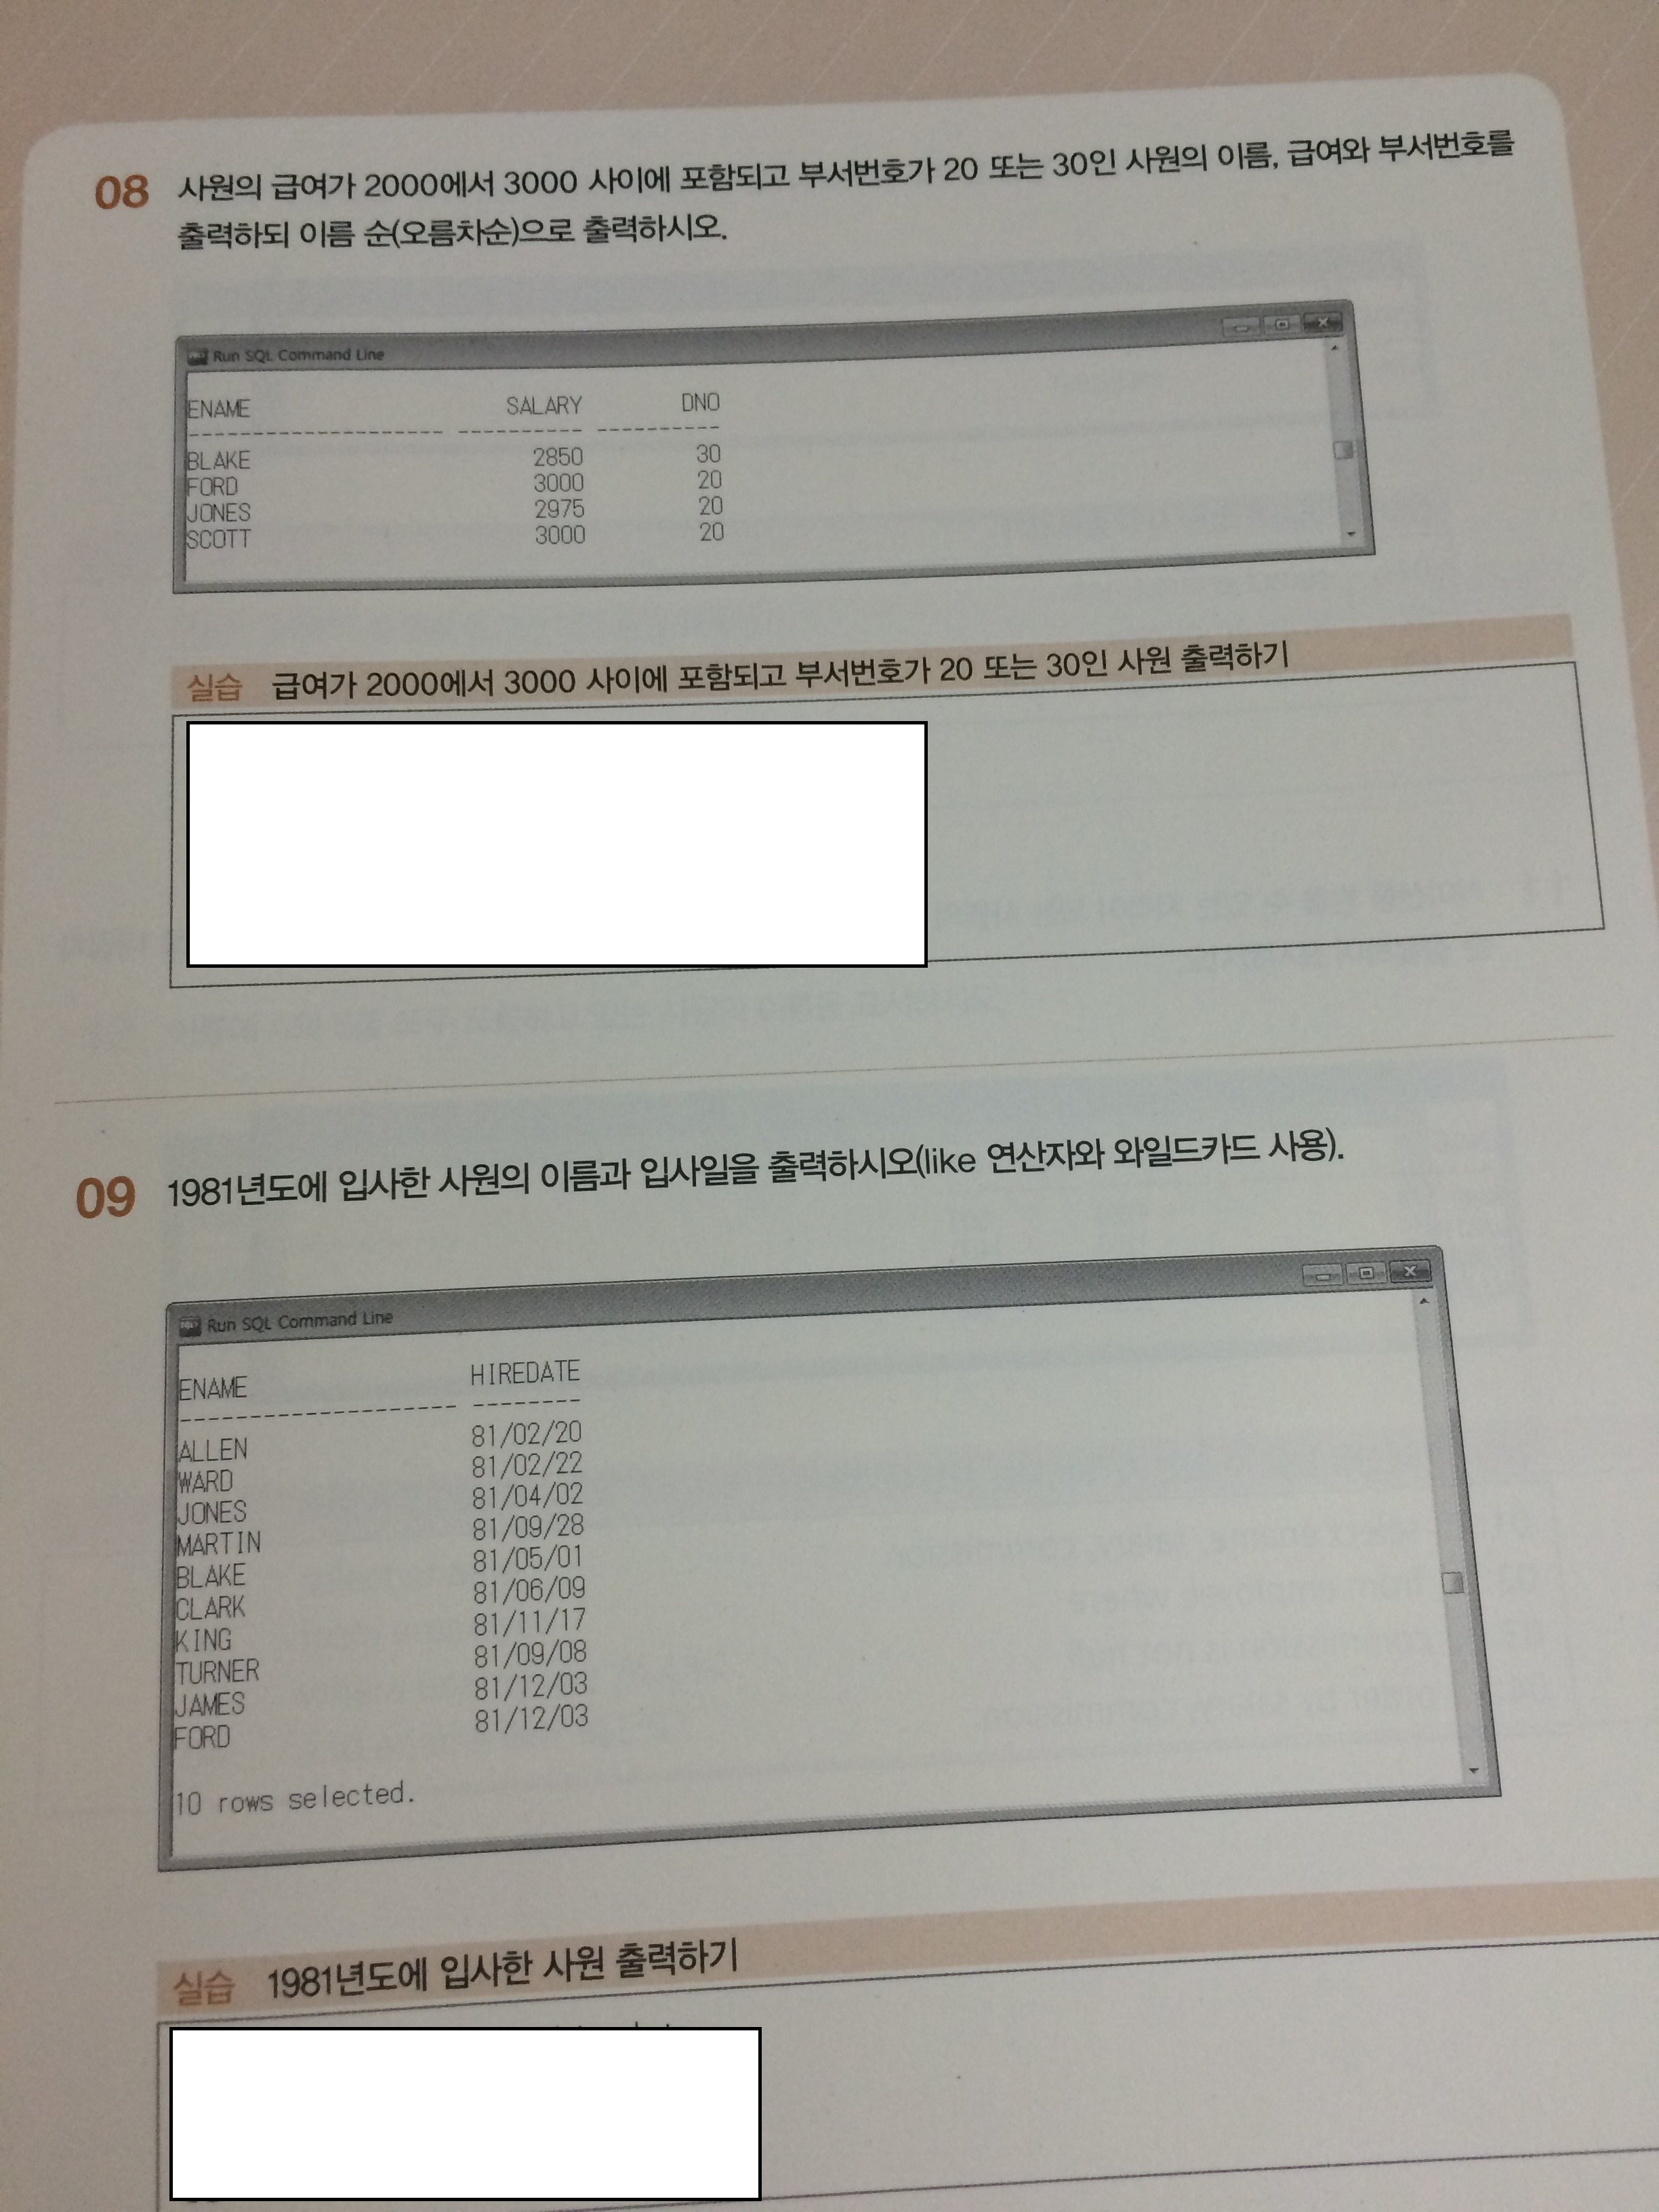 08 사원의 급여가 2000에서 3000 사이에 포함되고 부서번호가 20 또는 30인 사원의 이름, 급여와 부서번호를
출력하되 이름 순(오름차순)으로 출력하시오.
Run SQL Command Line
ENAME SALARY DNO
-------------------- ---------- ----------
BLAKE 2850 30
FORD 3000 20
JONES 2975 20
SCOTT 3000 20
실습 급여가 2000에서 3000 사이에 포함되고 부서번호가 20 또는 30인 사원 출력하기
09 1981년도에 입사한 사원의 이름과 입사일을 출력하시오(like 연산자와 와일드카드 사용).
Run SQL Command Line
ENAME HIREDATE
-------------------- --------
ALLEN 81/02/20
WARD 81/02/22
JONES 81/04/02
MARTIN 81/09/28
BLAKE 81/05/01
CLARK 81/06/09
KING 81/11/17
TURNER 81/09/08
JAMES 81/12/03
FORD 81/12/03
10 rows selected.
실습 1981년도에 입사한 사원 출력하기